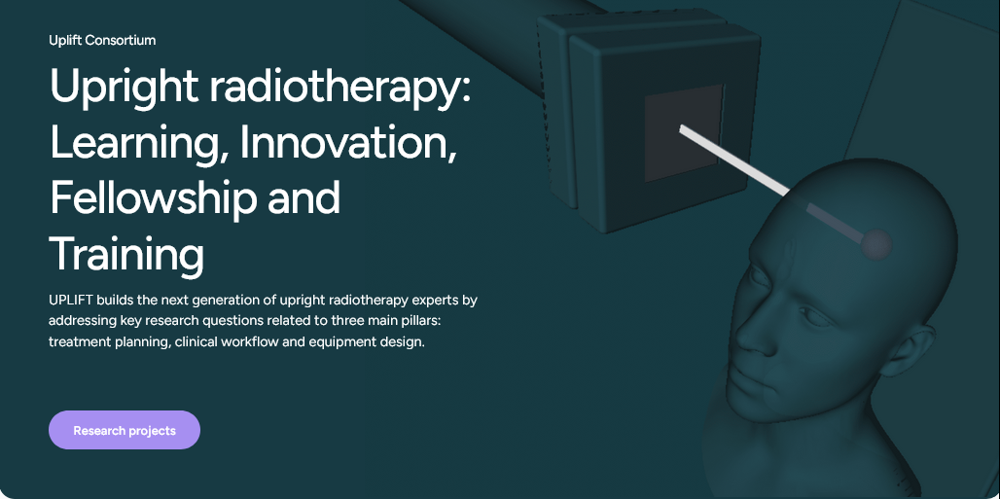 Uplift Consortium
Upright radiotherapy:
Learning, Innovation,
Fellowship and
Training
UPLIFT builds the next generation of upright radiotherapy experts by
addressing key research questions related to three main pillars:
treatment planning, clinical workflow and equipment design.
Research projects